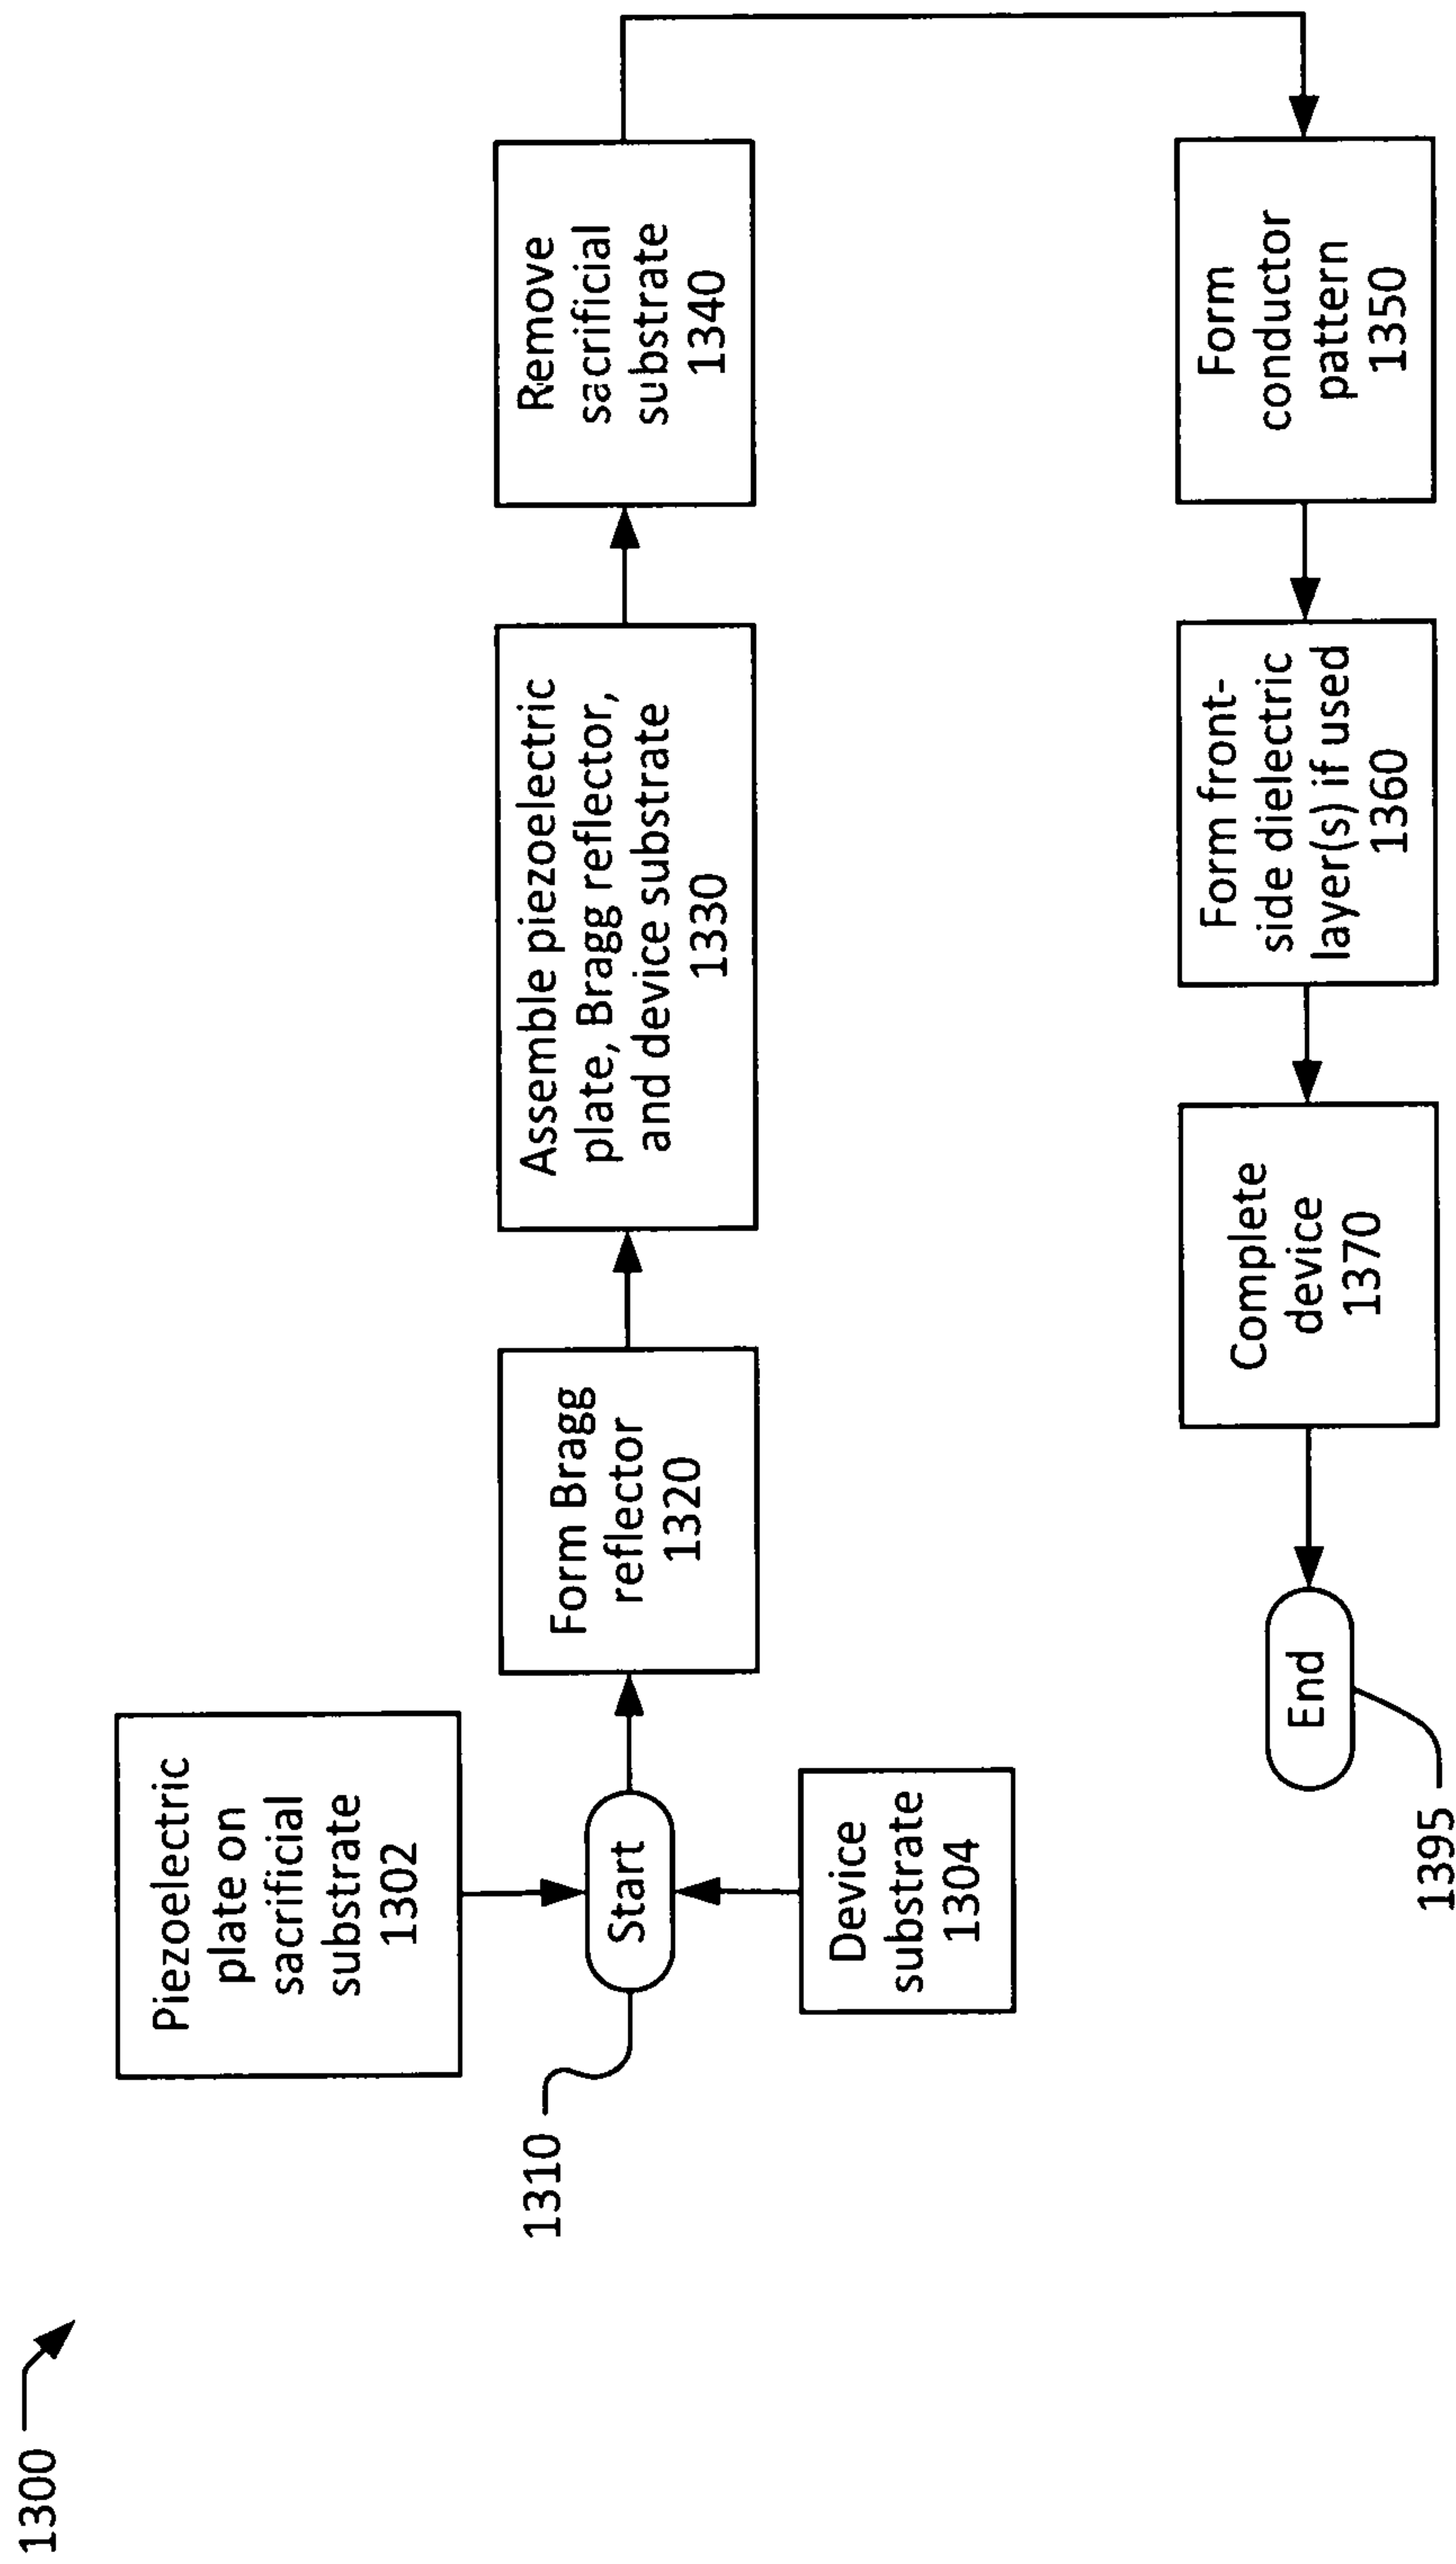 1300
Piezoelectric
plate on
sacrificial
substrate
1302
1310
Start
Device
substrate
1304
Form Bragg
reflector
1320
Assemble piezoelectric
plate, Bragg reflector,
and device substrate
1330
Remove
sacrificial
substrate
1340
Form
conductor
pattern
1350
Form front-
side dielectric
layer(s) if used
1360
Complete
device
1370
End
1395